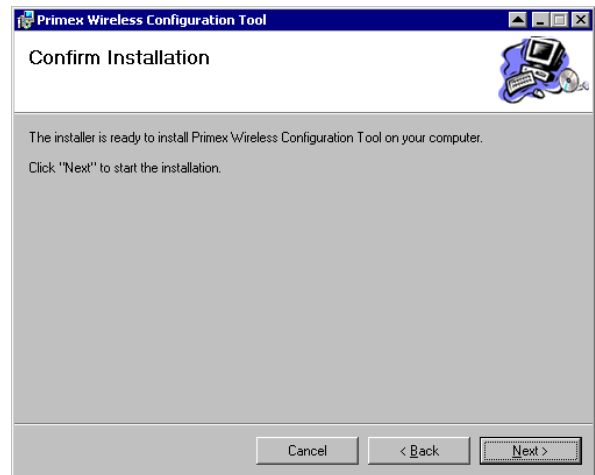 Primex Wireless Configuration Tool
Confirm Installation
The installer is ready to install Primex Wireless Configuration Tool on your computer.
Click "Next" to start the installation.
Cancel
< Back
Next >